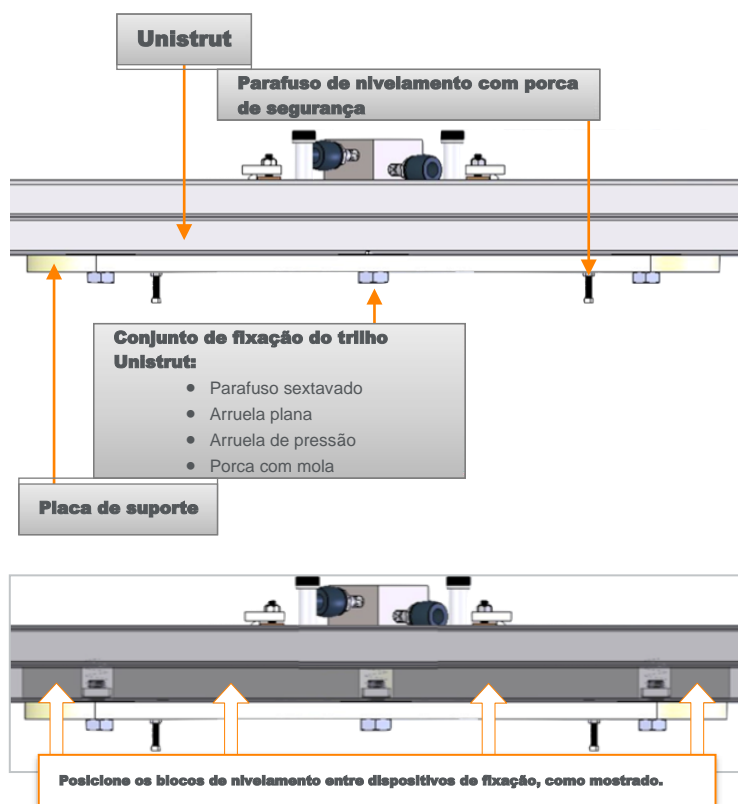 Unistrut
Parafuso de nivelamento com porca
de segurança
Conjunto de fixação do trilho
Unistrut:
• Parafuso sextavado
• Arruela plana
• Arruela de pressão
• Porca com mola
Placa de suporte
Posicione os blocos de nivelamento entre dispositivos de fixação, como mostrado.